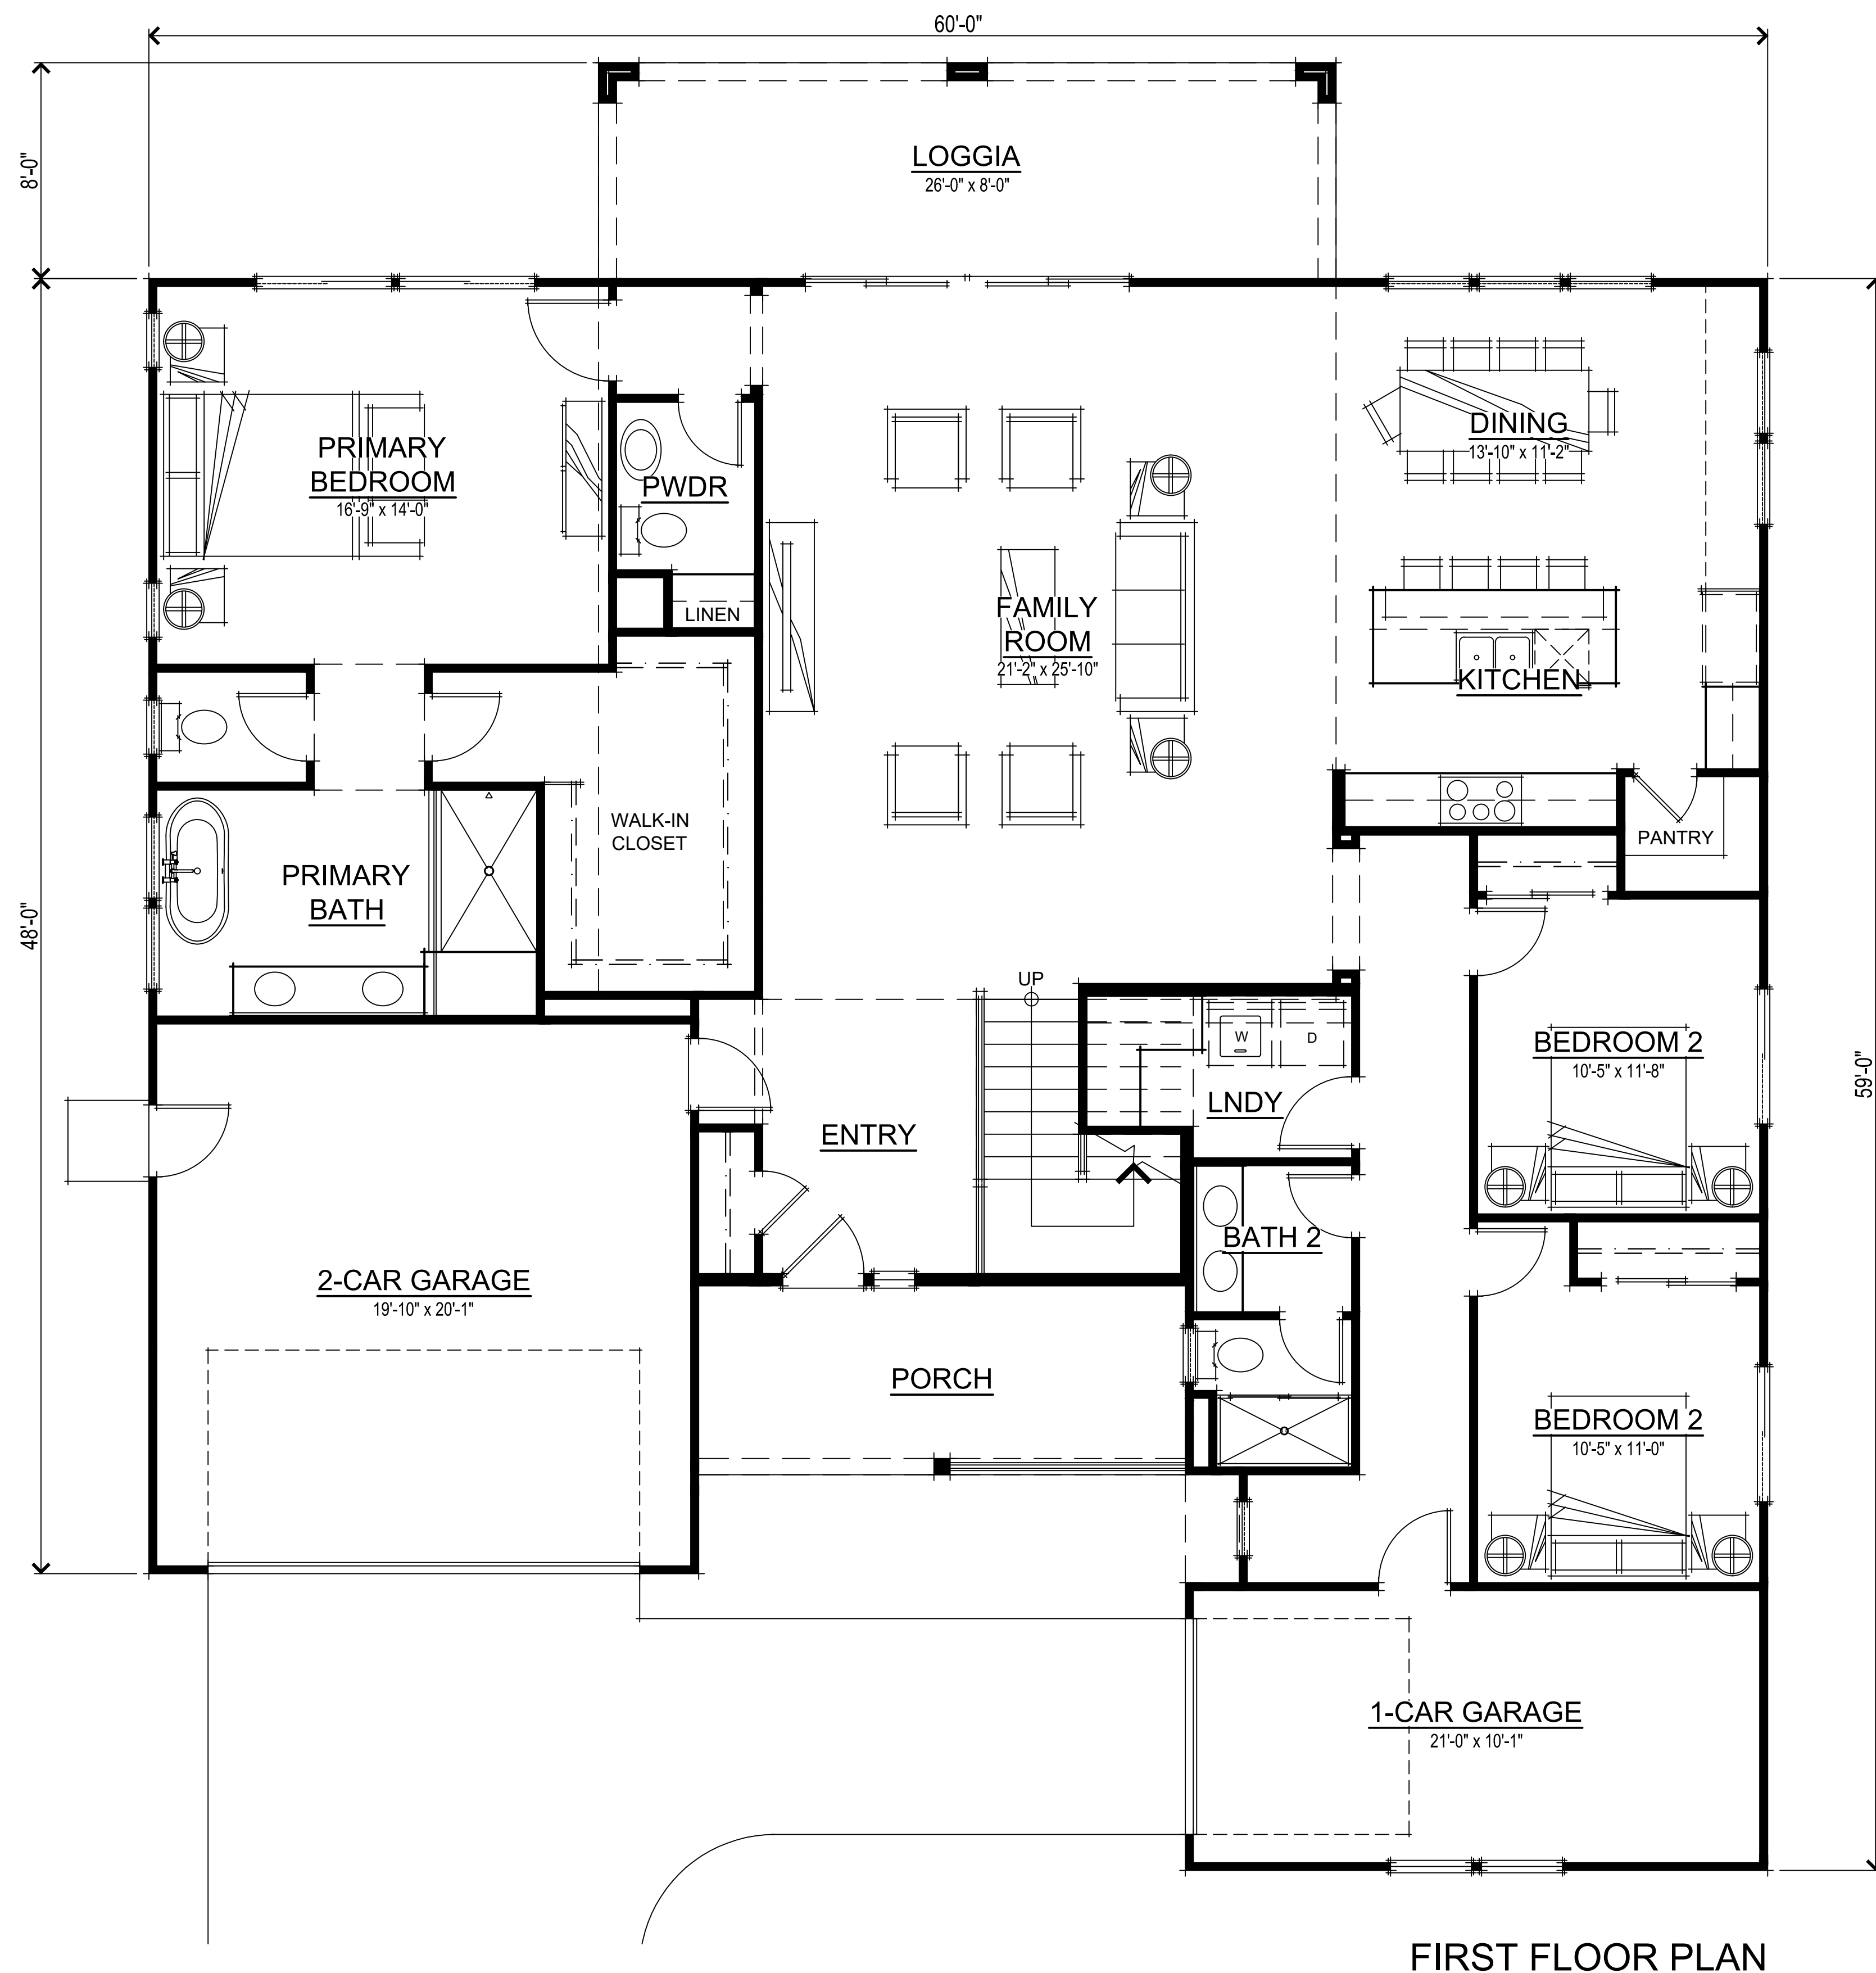 60'-0"
8'-0"
LOGGIA
26'-0" x 8'-0"
PRIMARY
BEDROOM
16'-9" x 14'-0"
PWDR
LINEN
FAMILY
ROOM
21'-2" x 25'-10"
DINING
13'-10" x 11'-2"
KITCHEN
PANTRY
WALK-IN
CLOSET
PRIMARY
BATH
48'-0"
59'-0"
UP
W
D
LNDY
ENTRY
BEDROOM 2
10'-5" x 11'-8"
BATH 2
2-CAR GARAGE
19'-10" x 20'-1"
PORCH
BEDROOM 2
10'-5" x 11'-0"
1-CAR GARAGE
21'-0" x 10'-1"
FIRST FLOOR PLAN